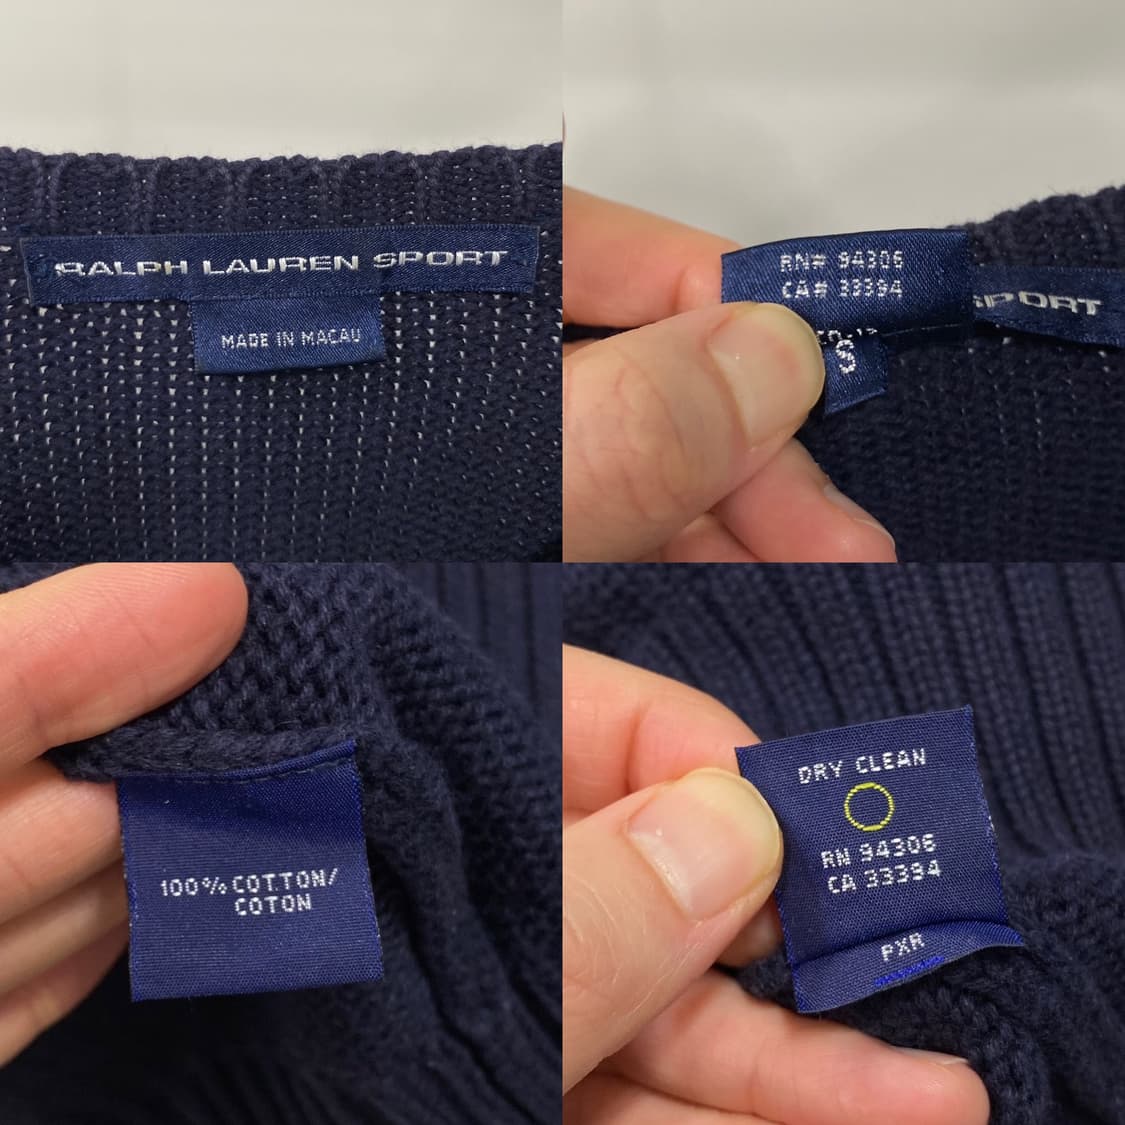 RALPH LAUREN SPORT
MADE IN MACAU
RN# 94306
CA# 33394
SPORT
S
100% COTTON/
COTON
DRY CLEAN
RN 94306
CA 33394
PXR